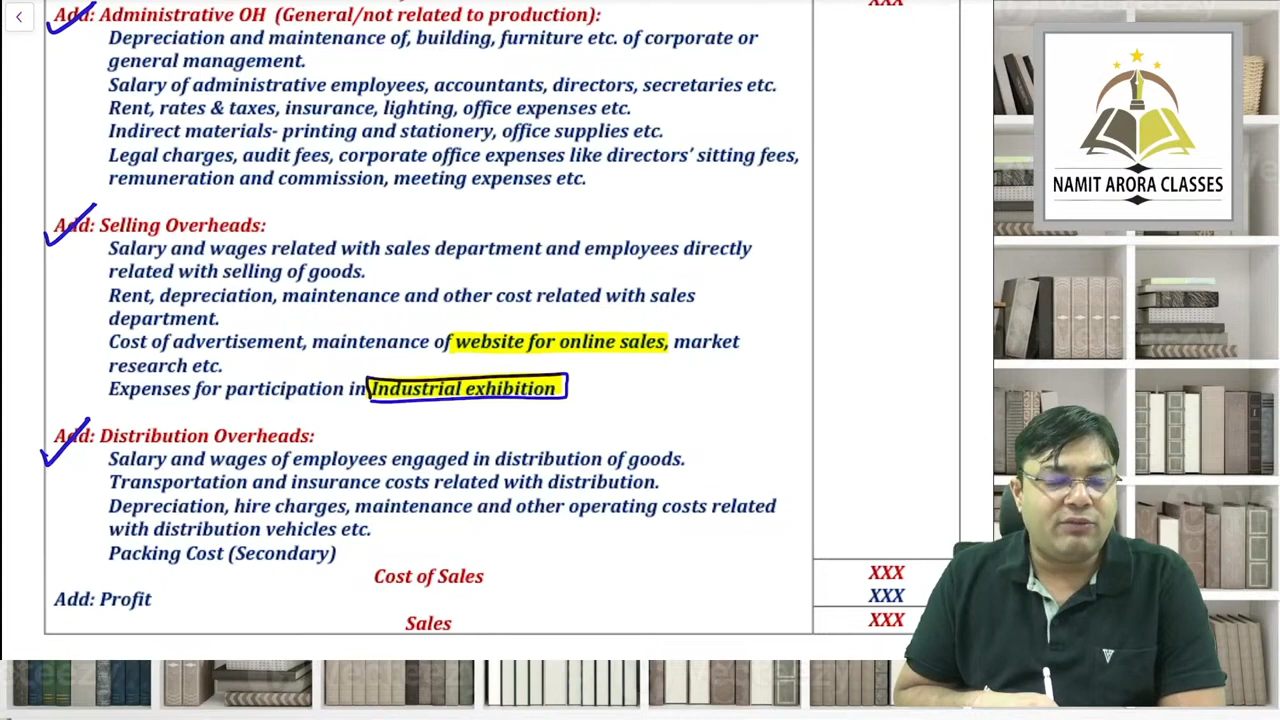 XXX
Add: Administrative OH (General/not related to production):
Depreciation and maintenance of, building, furniture etc. of corporate or
general management.
Salary of administrative employees, accountants, directors, secretaries etc.
Rent, rates & taxes, insurance, lighting, office expenses etc.
Indirect materials- printing and stationery, office supplies etc.
Legal charges, audit fees, corporate office expenses like directors' sitting fees,
remuneration and commission, meeting expenses etc.
Add: Selling Overheads:
Salary and wages related with sales department and employees directly
related with selling of goods.
Rent, depreciation, maintenance and other cost related with sales
department.
Cost of advertisement, maintenance of website for online sales, market
research etc.
Expenses for participation in Industrial exhibition
Add: Distribution Overheads:
Salary and wages of employees engaged in distribution of goods.
Transportation and insurance costs related with distribution.
Depreciation, hire charges, maintenance and other operating costs related
with distribution vehicles etc.
Packing Cost (Secondary)
Cost of Sales XXX
Add: Profit XXX
Sales XXX
NAMIT ARORA CLASSES